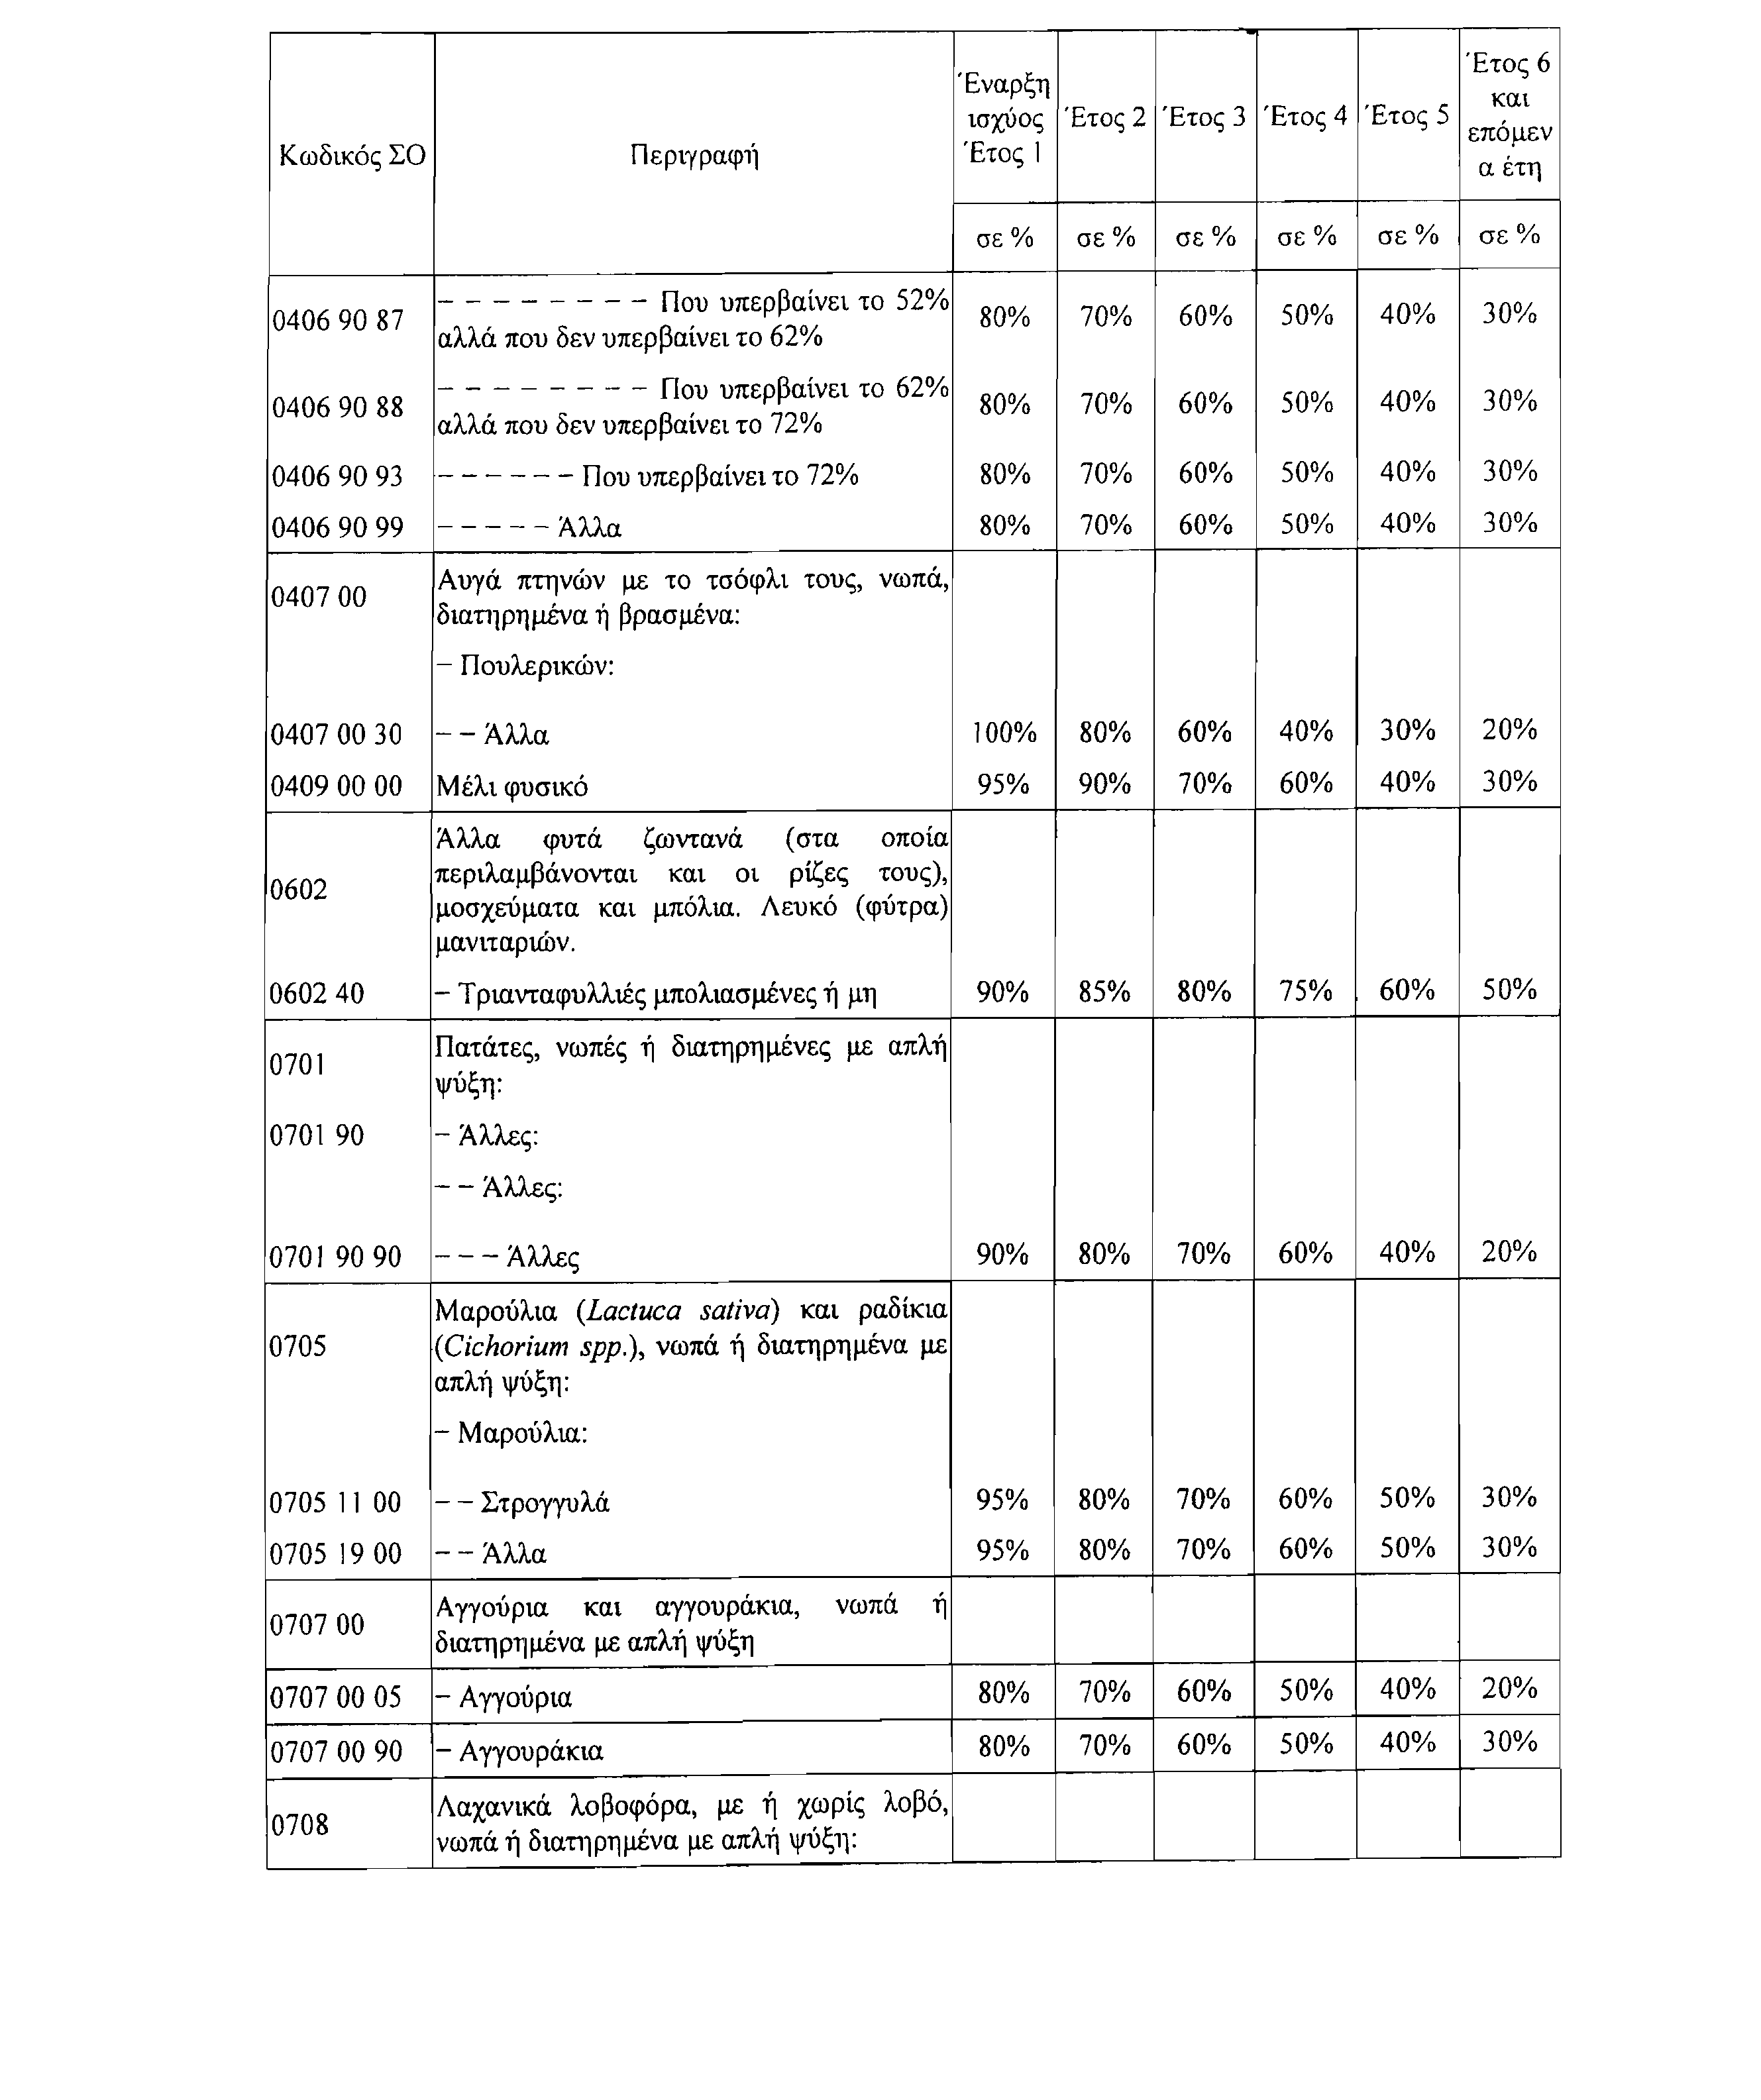 Κωδικός ΣΟ Περιγραφή Έναρξη ισχύος Έτος 1 Έτος 2 Έτος 3 Έτος 4 Έτος 5 Έτος 6 και επόμεν α έτη
σε % σε % σε % σε % σε % σε %
0406 90 87 – – – – – – – – Που υπερβαίνει το 52% 80% 70% 60% 50% 40% 30%
αλλά που δεν υπερβαίνει το 62%
0406 90 88 – – – – – – – – Που υπερβαίνει το 62% 80% 70% 60% 50% 40% 30%
αλλά που δεν υπερβαίνει το 72%
0406 90 93 – – – – – – Που υπερβαίνει το 72% 80% 70% 60% 50% 40% 30%
0406 90 99 – – – – – Άλλα 80% 70% 60% 50% 40% 30%
0407 00 Αυγά πτηνών με το τσόφλι τους, νωπά,
διατηρημένα ή βρασμένα:
– Πουλερικών:
0407 00 30 – – Άλλα 100% 80% 60% 40% 30% 20%
0409 00 00 Μέλι φυσικό 95% 90% 70% 60% 40% 30%
0602 Άλλα φυτά ζωντανά (στα οποία
περιλαμβάνονται και οι ρίζες τους),
μοσχεύματα και μπόλια. Λευκό (φύτρα)
μανιταριών.
0602 40 – Τριανταφυλλιές μπολιασμένες ή μη 90% 85% 80% 75% 60% 50%
0701 Πατάτες, νωπές ή διατηρημένες με απλή
ψύξη:
0701 90 – Άλλες:
– – Άλλες:
0701 90 90 – – – Άλλες 90% 80% 70% 60% 40% 20%
0705 Μαρούλια (Lactuca sativa) και ραδίκια
(Cichorium spp.), νωπά ή διατηρημένα με
απλή ψύξη:
– Μαρούλια:
0705 11 00 – – Στρογγυλά 95% 80% 70% 60% 50% 30%
0705 19 00 – – Άλλα 95% 80% 70% 60% 50% 30%
0707 00 Αγγούρια και αγγουράκια, νωπά ή
διατηρημένα με απλή ψύξη
0707 00 05 – Αγγούρια 80% 70% 60% 50% 40% 20%
0707 00 90 – Αγγουράκια 80% 70% 60% 50% 40% 30%
0708 Λαχανικά λοβοφόρα, με ή χωρίς λοβό,
νωπά ή διατηρημένα με απλή ψύξη: